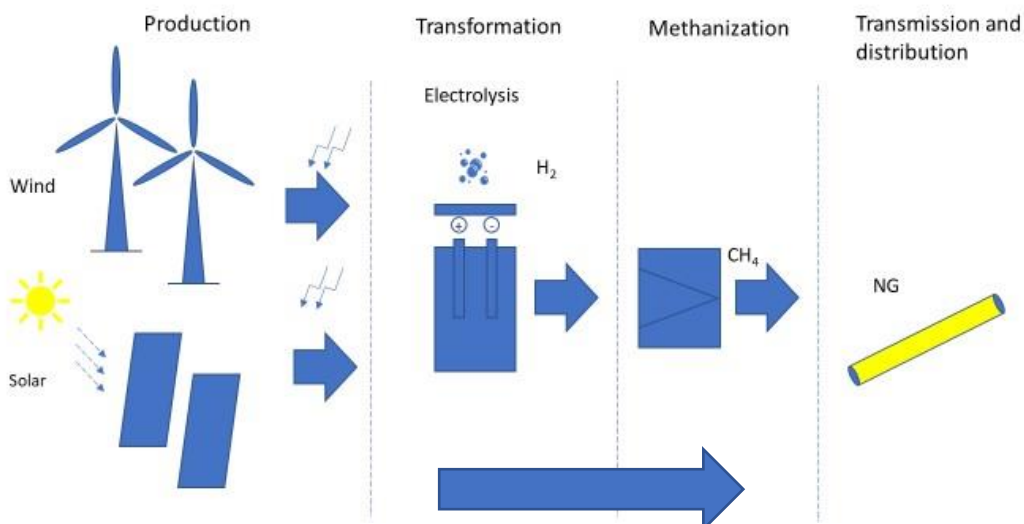 Production
Transformation
Methanization
Transmission and
distribution
Electrolysis
Wind
H₂
+
-
CH₄
NG
Solar